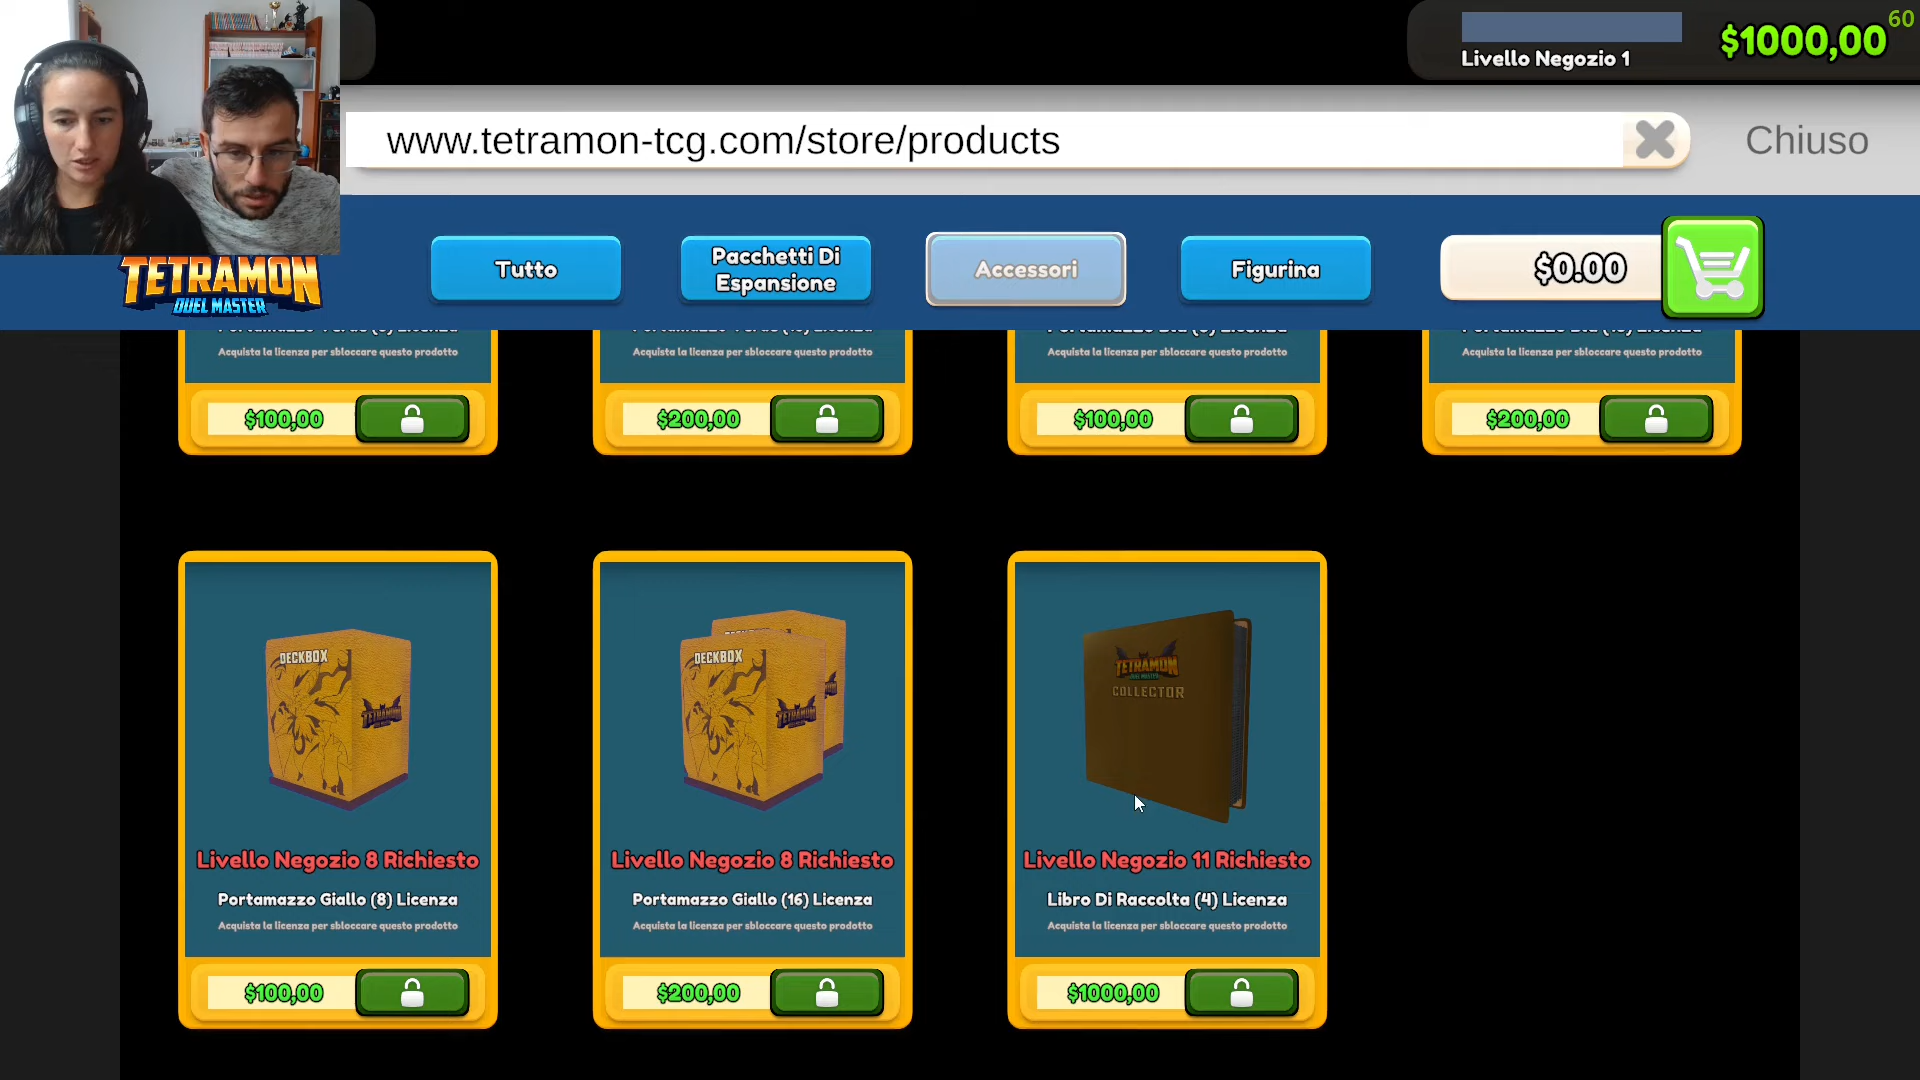 60
$1000,00
Livello Negozio 1
www.tetramon-tcg.com/store/products
Chiuso
TETRAMON
DUEL MASTER
Tutto
Pacchetti Di
Espansione
Accessori
Figurina
$0.00
Acquista la licenza per sbloccare questo prodotto
Acquista la licenza per sbloccare questo prodotto
Acquista la licenza per sbloccare questo prodotto
Acquista la licenza per sbloccare questo prodotto
$100,00
$200,00
$100,00
$200,00
DECKBOX
TETRAMON
DECKBOX
TETRAMON
TETRAMON
DUEL MASTER
COLLECTOR
Livello Negozio 8 Richiesto
Livello Negozio 8 Richiesto
Livello Negozio 11 Richiesto
Portamazzo Giallo (8) Licenza
Portamazzo Giallo (16) Licenza
Libro Di Raccolta (4) Licenza
Acquista la licenza per sbloccare questo prodotto
Acquista la licenza per sbloccare questo prodotto
Acquista la licenza per sbloccare questo prodotto
$100,00
$200,00
$1000,00